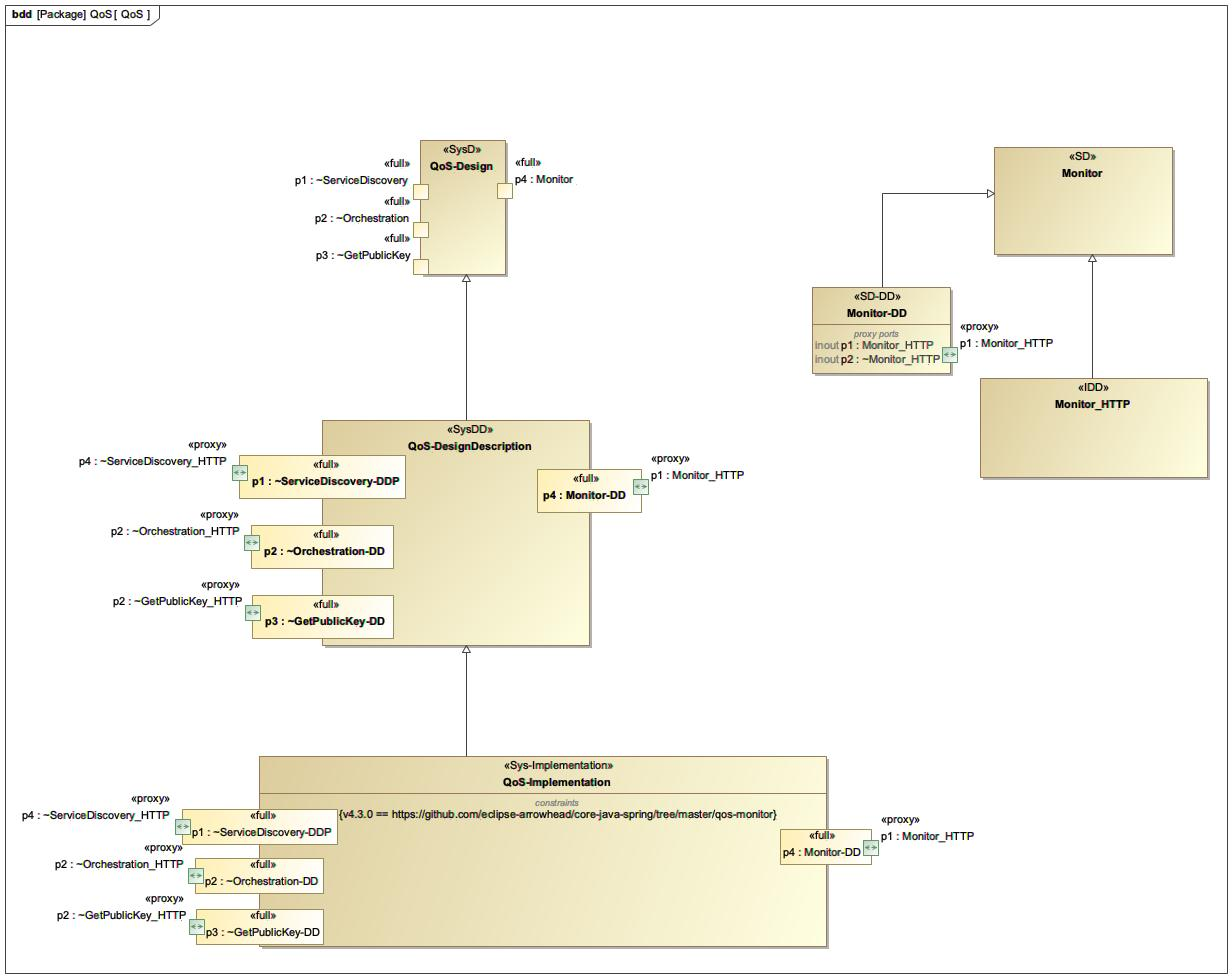 bdd [Package] QoS [ QoS ]
«SysD»
QoS-Design
«full»
p1 : ~ServiceDiscovery
«full»
p2 : ~Orchestration
«full»
p3 : ~GetPublicKey
«full»
p4 : Monitor
«SD»
Monitor
«SD-DD»
Monitor-DD
proxy ports
inout p1 : Monitor_HTTP
inout p2 : ~Monitor_HTTP
«proxy»
p1 : Monitor_HTTP
«IDD»
Monitor_HTTP
«SysDD»
QoS-DesignDescription
«proxy»
p4 : ~ServiceDiscovery_HTTP
«full»
p1 : ~ServiceDiscovery-DDP
«proxy»
p2 : ~Orchestration_HTTP
«full»
p2 : ~Orchestration-DD
«proxy»
p2 : ~GetPublicKey_HTTP
«full»
p3 : ~GetPublicKey-DD
«full»
p4 : Monitor-DD
«proxy»
p1 : Monitor_HTTP
«Sys-Implementation»
QoS-Implementation
constraints
{v4.3.0 == https://github.com/eclipse-arrowhead/core-java-spring/tree/master/qos-monitor}
«proxy»
p4 : ~ServiceDiscovery_HTTP
«full»
p1 : ~ServiceDiscovery-DDP
«proxy»
p2 : ~Orchestration_HTTP
«full»
p2 : ~Orchestration-DD
«proxy»
p2 : ~GetPublicKey_HTTP
«full»
p3 : ~GetPublicKey-DD
«full»
p4 : Monitor-DD
«proxy»
p1 : Monitor_HTTP